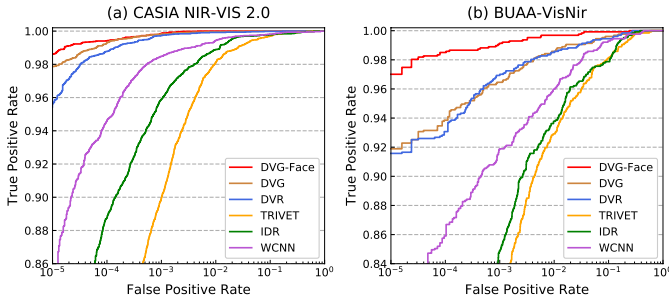 (a) CASIA NIR-VIS 2.0
True Positive Rate
1.00
0.98
0.96
0.94
0.92
0.90
0.88
0.86
DVG-Face
DVG
DVR
TRIVET
IDR
WCNN
10⁻⁵ 10⁻⁴ 10⁻³ 10⁻² 10⁻¹ 10⁰
False Positive Rate
(b) BUAA-VisNir
True Positive Rate
1.00
0.98
0.96
0.94
0.92
0.90
0.88
0.86
0.84
DVG-Face
DVG
DVR
TRIVET
IDR
WCNN
10⁻⁵ 10⁻⁴ 10⁻³ 10⁻² 10⁻¹ 10⁰
False Positive Rate